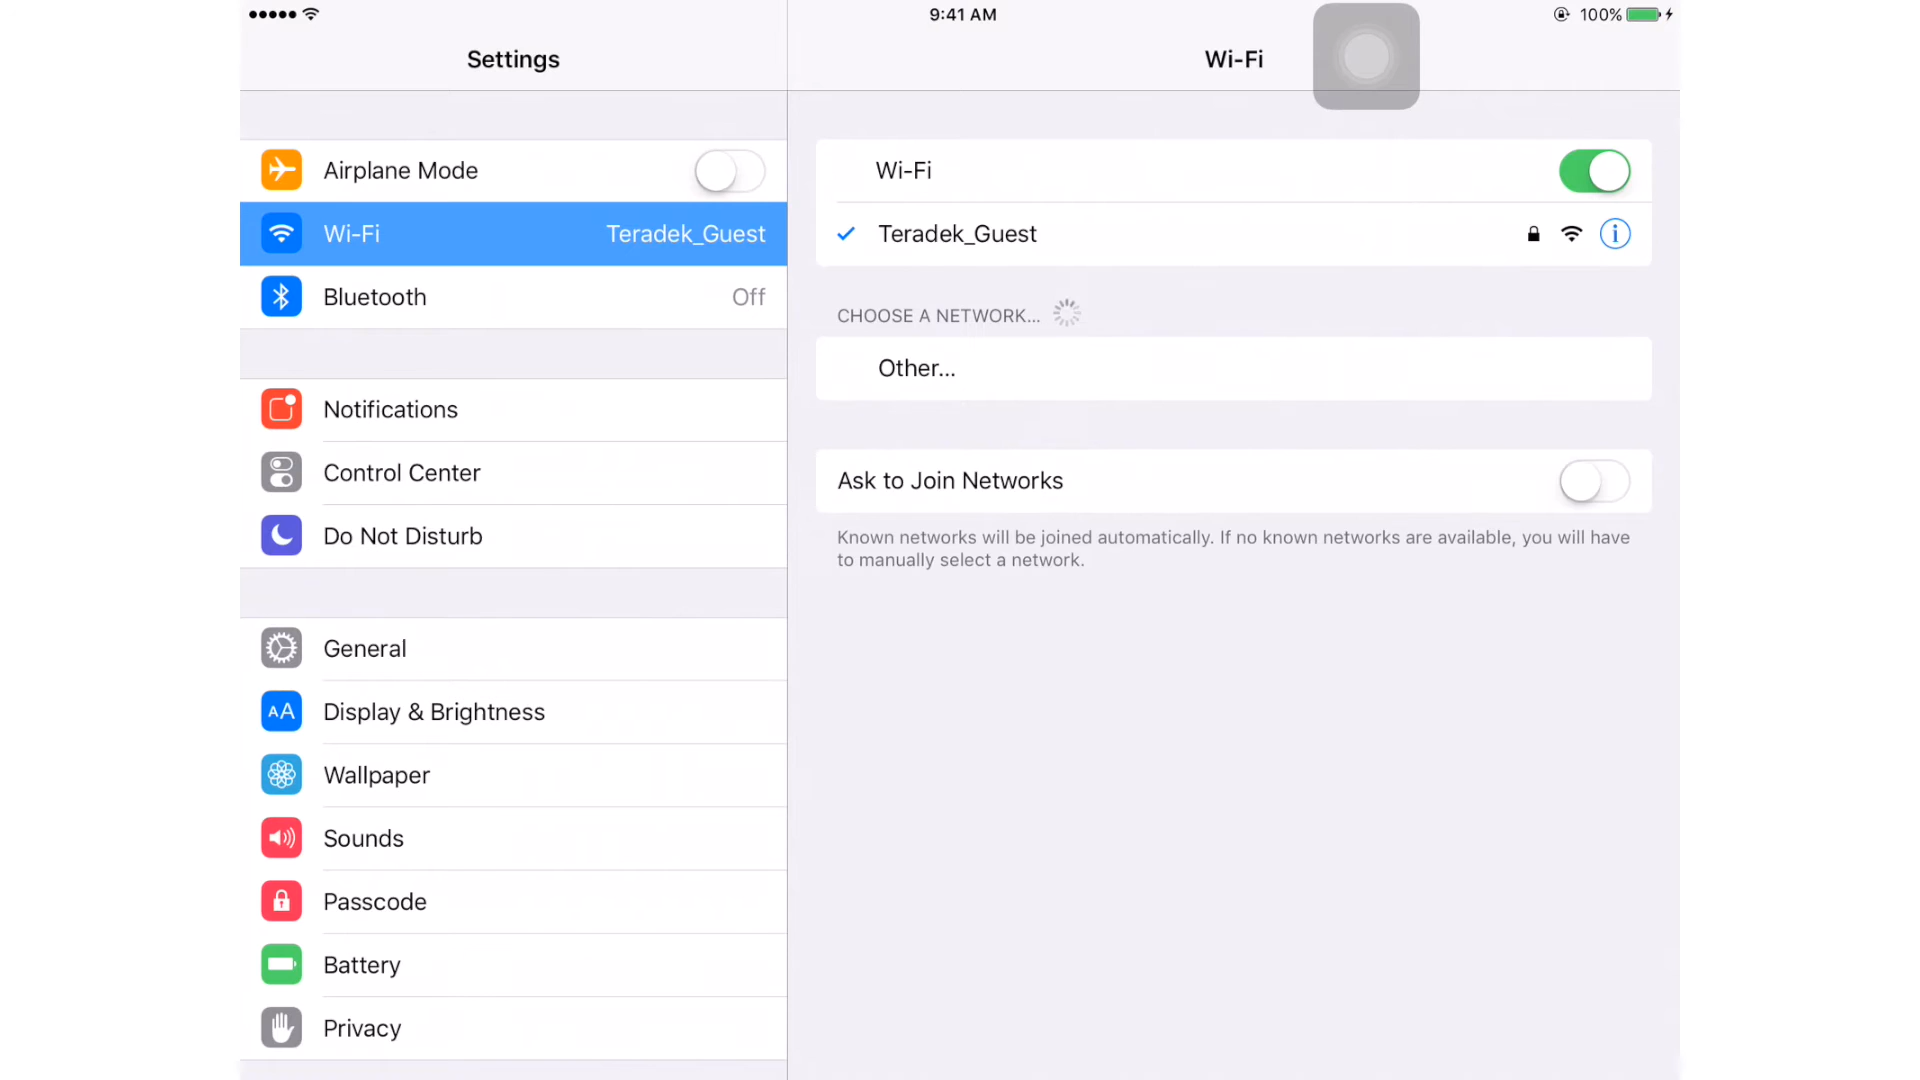 9:41 AM
100%
Settings
Airplane Mode
Wi-Fi Teradek_Guest
Bluetooth Off
Notifications
Control Center
Do Not Disturb
General
AA Display & Brightness
Wallpaper
Sounds
Passcode
Battery
Privacy
Wi-Fi
Wi-Fi
Teradek_Guest
CHOOSE A NETWORK...
Other...
Ask to Join Networks
Known networks will be joined automatically. If no known networks are available, you will have
to manually select a network.